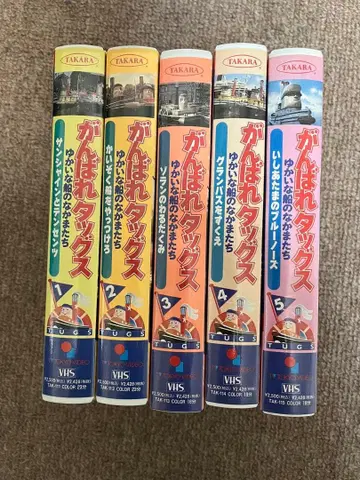 TAKARA
がんばれタッグス
ゆかいな船のなかまたち
サンシャインとテンセンツ
1
TUGS
VHS
TAKARA
がんばれタッグス
ゆかいな船のなかまたち
かいぞく船をやっつけろ
2
TUGS
VHS
TAKARA
がんばれタッグス
ゆかいな船のなかまたち
ゾランのわるだくみ
3
TUGS
VHS
TAKARA
がんばれタッグス
ゆかいな船のなかまたち
グランパスをすくえ
4
TUGS
VHS
TAKARA
がんばれタッグス
ゆかいな船のなかまたち
いしあたまのブルーノーズ
5
TUGS
VHS